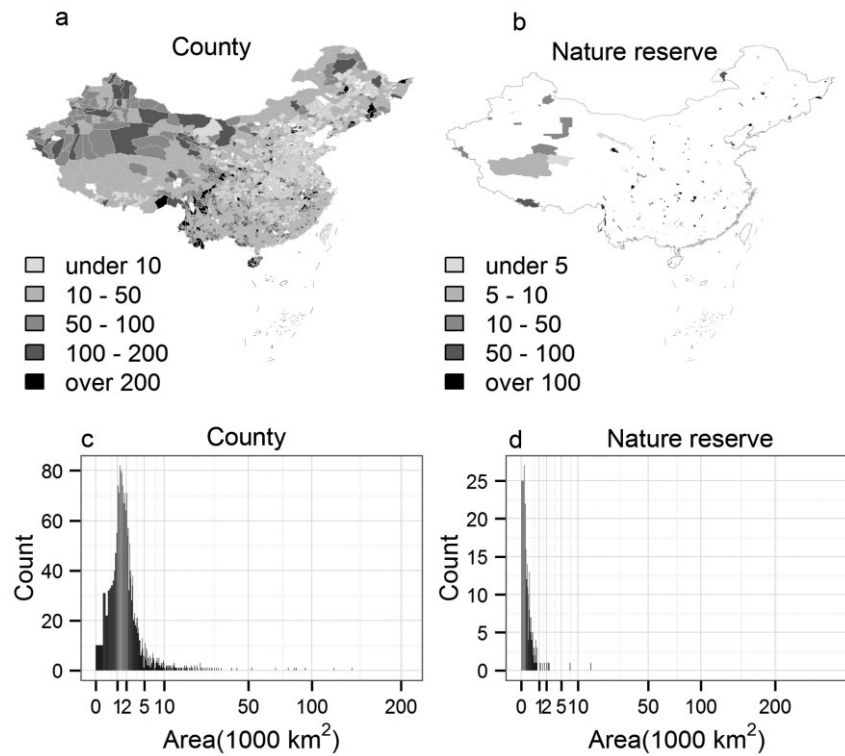 a
County
b
Nature reserve
under 10
10 - 50
50 - 100
100 - 200
over 200
under 5
5 - 10
10 - 50
50 - 100
over 100
c
County
d
Nature reserve
80
60
40
20
0
Count
0 1 2 5 10 50 100 200
Area(1000 km²)
25
20
15
10
5
0
Count
0 1 2 5 10 50 100 200
Area(1000 km²)